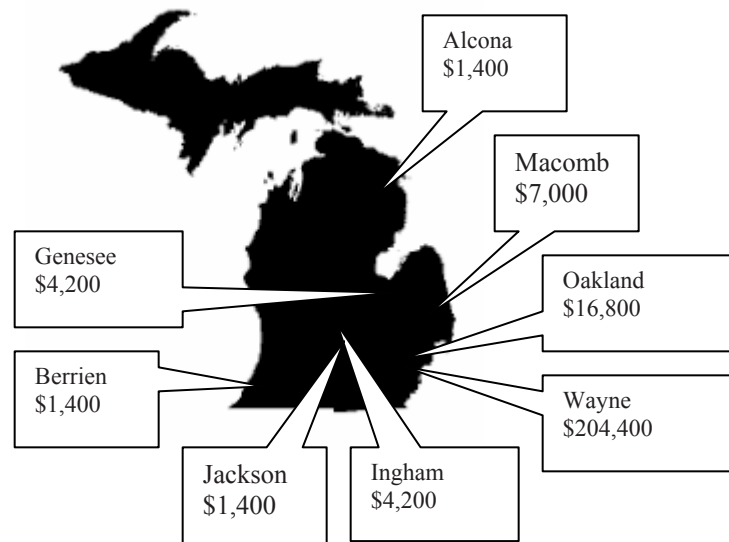 Alcona
$1,400
Macomb
$7,000
Genesee
$4,200
Oakland
$16,800
Berrien
$1,400
Wayne
$204,400
Jackson
$1,400
Ingham
$4,200